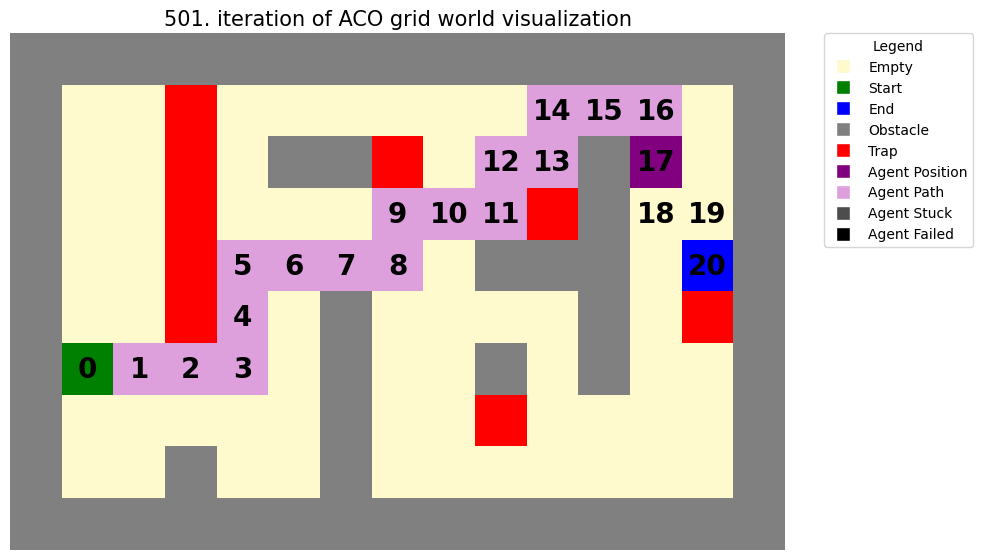 501. iteration of ACO grid world visualization
14 15 16
12 13 17
9 10 11 18 19
5 6 7 8 20
4
0 1 2 3
Legend
Empty
Start
End
Obstacle
Trap
Agent Position
Agent Path
Agent Stuck
Agent Failed